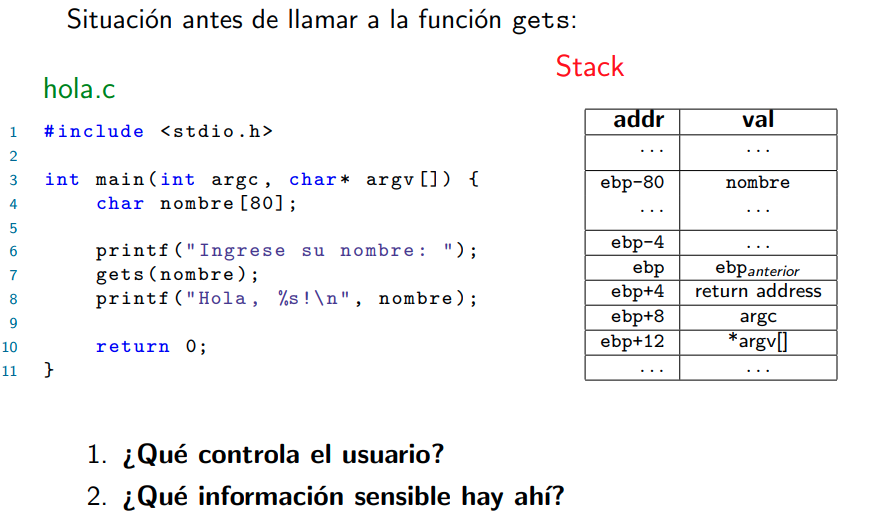 Situación antes de llamar a la función gets:
hola.c
1 #include <stdio.h>
2
3 int main(int argc, char* argv[]) {
4 char nombre[80];
5
6 printf("Ingrese su nombre: ");
7 gets(nombre);
8 printf("Hola, %s!\n", nombre);
9
10 return 0;
11 }
Stack
addr val
... ...
ebp-80 nombre
... ...
ebp-4 ...
ebp ebp anterior
ebp+4 return address
ebp+8 argc
ebp+12 *argv[]
... ...
1. ¿Qué controla el usuario?
2. ¿Qué información sensible hay ahí?